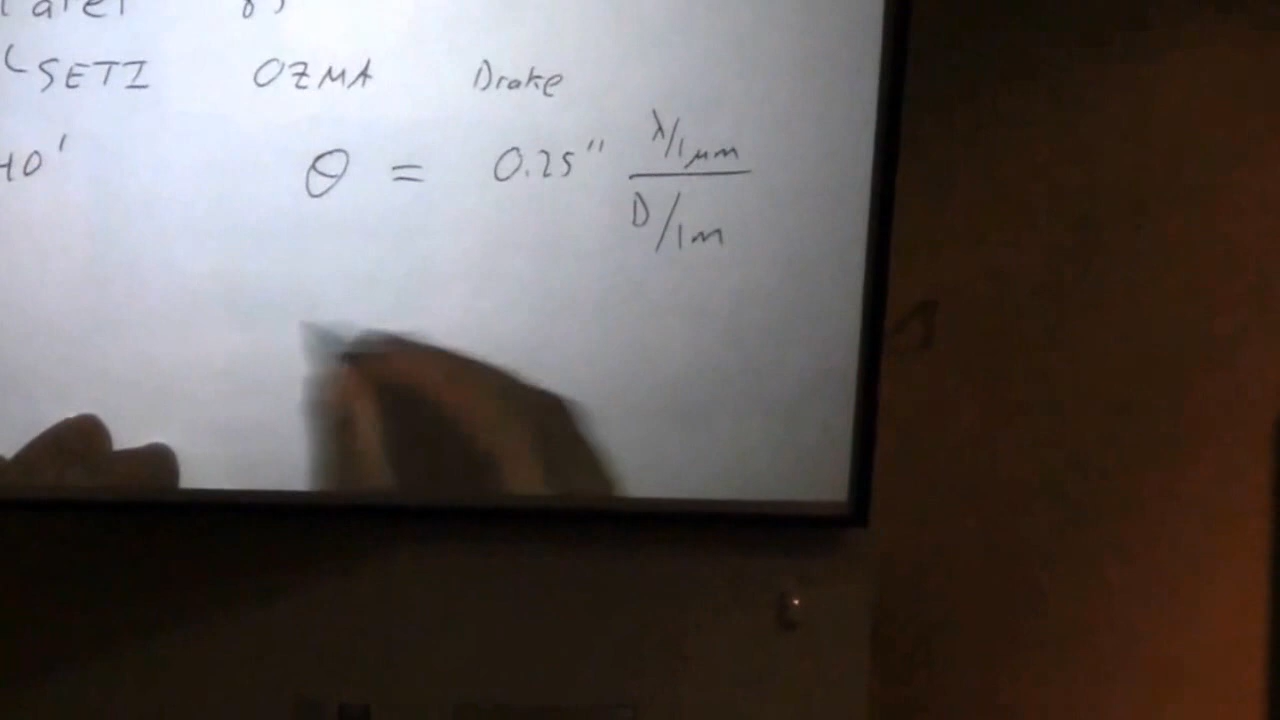 SETI OZMA Drake
θ = 0.25" (λ/1μm)/(D/1m)